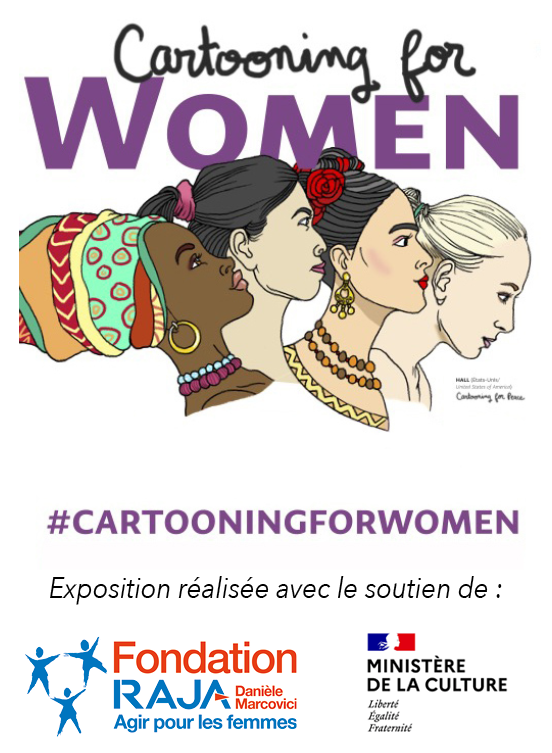 Cartooning for
WOMEN
HALL (États-Unis /
United States of America)
Cartooning for Peace
#CARTOONINGFORWOMEN
Exposition réalisée avec le soutien de :
Fondation
RAJA Danièle
Marcovici
Agir pour les femmes
MINISTÈRE
DE LA CULTURE
Liberté
Égalité
Fraternité